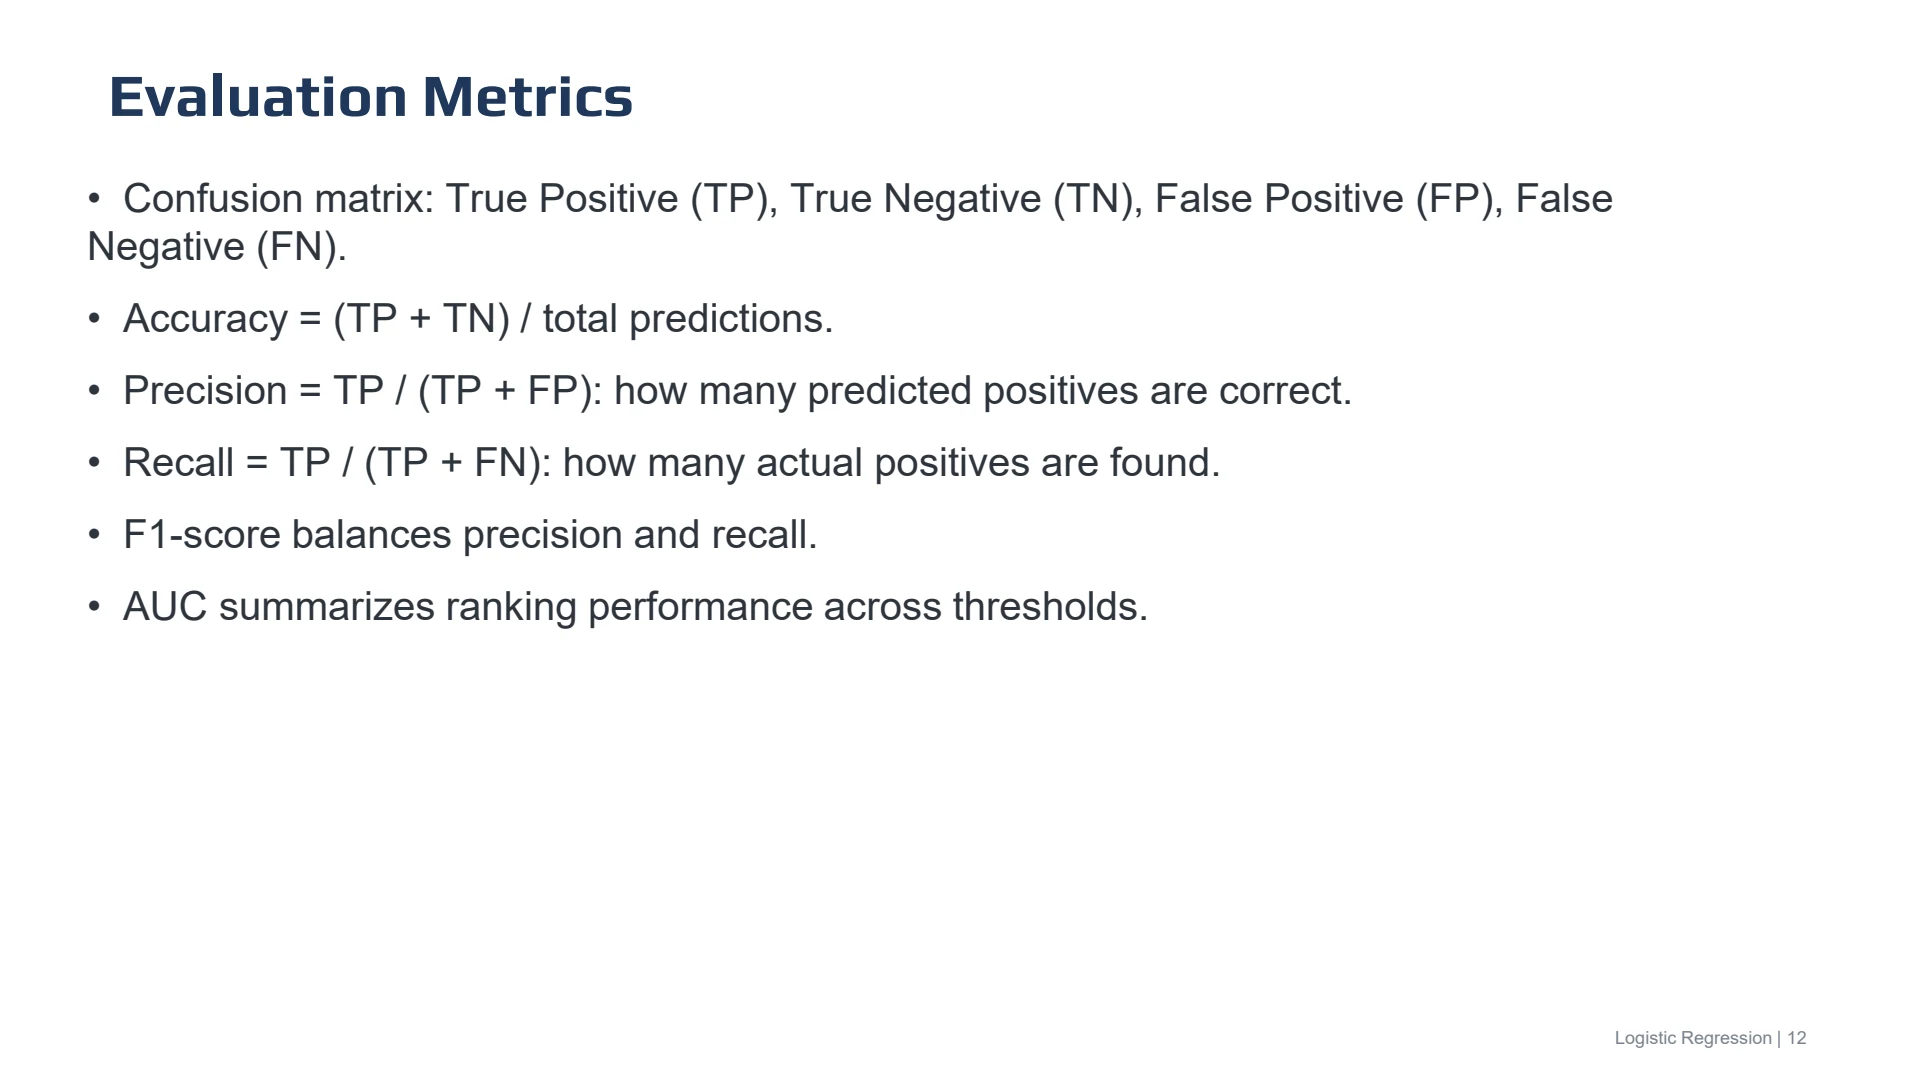 Evaluation Metrics
• Confusion matrix: True Positive (TP), True Negative (TN), False Positive (FP), False
Negative (FN).
• Accuracy = (TP + TN) / total predictions.
• Precision = TP / (TP + FP): how many predicted positives are correct.
• Recall = TP / (TP + FN): how many actual positives are found.
• F1-score balances precision and recall.
• AUC summarizes ranking performance across thresholds.
Logistic Regression | 12